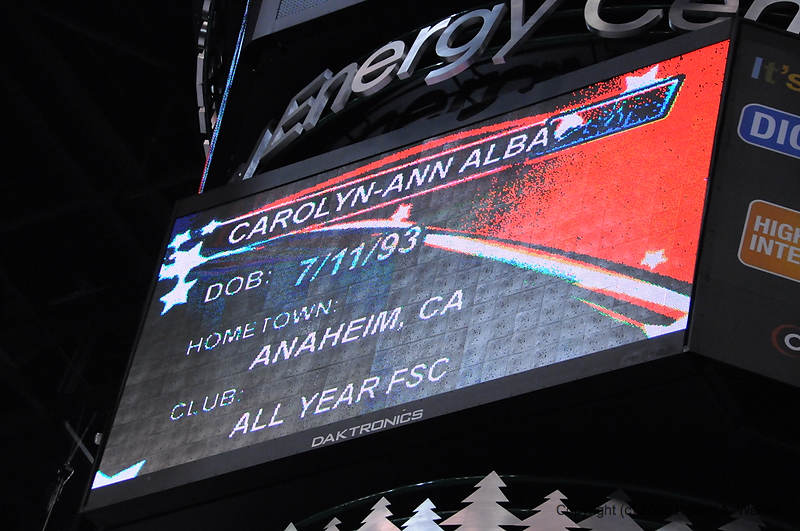 Energy Cen
CAROLYN-ANN ALBA
DOB: 7/11/93
HOMETOWN:
ANAHEIM, CA
CLUB:
ALL YEAR FSC
DAKTRONICS
It's
DIG
HIGH
INTE
Copyright (c)